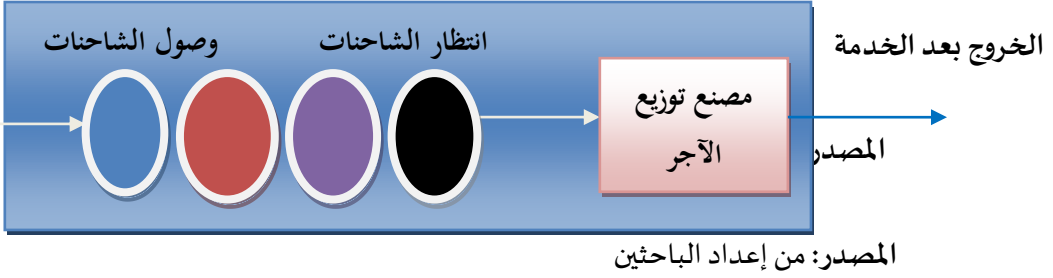 الخروج بعد الخدمة
انتظار الشاحنات
وصول الشاحنات
مصنع توزيع
الآجر
المصدر
المصدر: من إعداد الباحثين